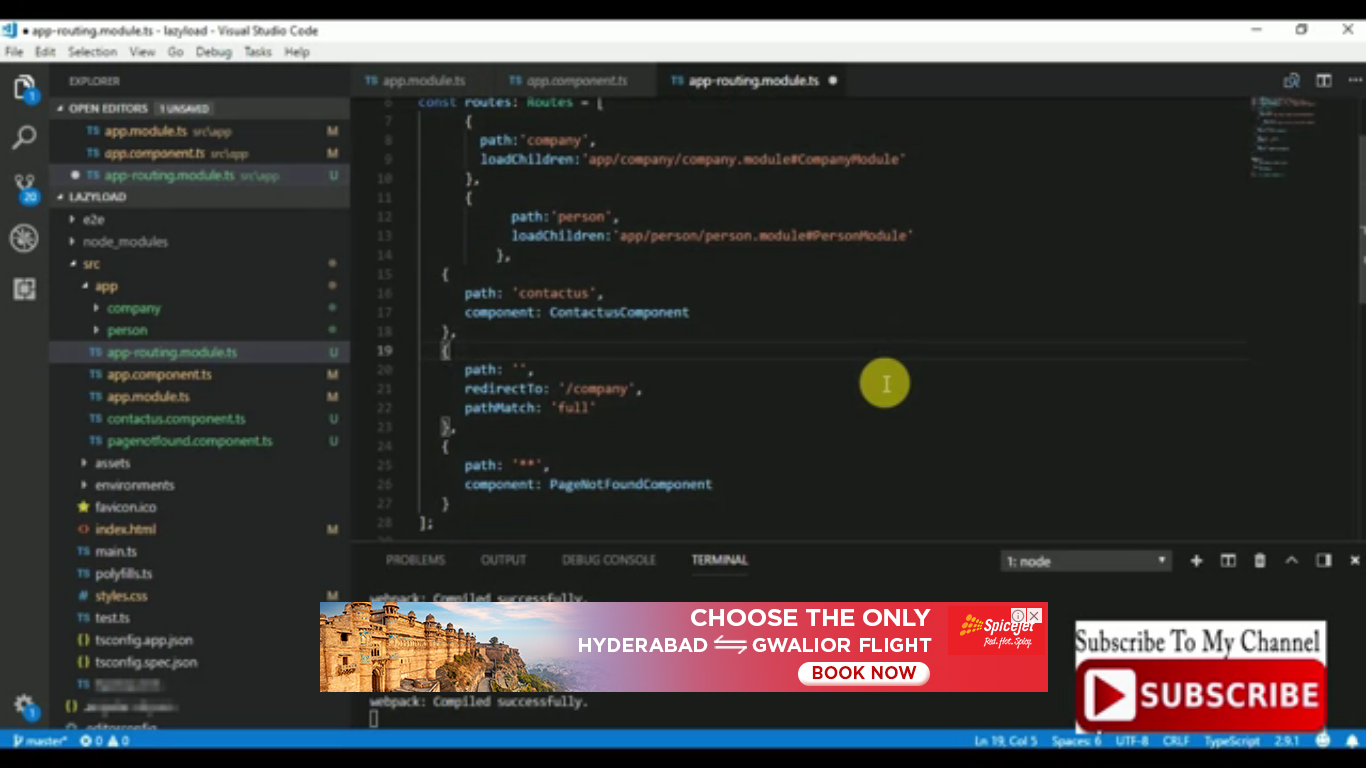 app-routing.module.ts - lazyload - Visual Studio Code
File Edit Selection View Go Debug Tasks Help
EXPLORER
OPEN EDITORS 1 UNSAVED
TS app.module.ts src\app M
TS app.component.ts src\app M
TS app-routing.module.ts src\app U
LAZYLOAD
e2e
node_modules
src
app
company
person
TS app-routing.module.ts U
TS app.component.ts M
TS app.module.ts M
TS contactus.component.ts U
TS pagenotfound.component.ts U
assets
environments
favicon.ico
index.html M
TS main.ts
TS polyfills.ts
# styles.css M
TS test.ts
{} tsconfig.app.json
{} tsconfig.spec.json
TS
{}
.editorconfig
1
20
1
TS app.module.ts TS app.component.ts TS app-routing.module.ts
6 const routes: Routes = [
7 {
8 path:'company',
9 loadChildren:'app/company/company.module#CompanyModule'
10 },
11 {
12 path:'person',
13 loadChildren:'app/person/person.module#PersonModule'
14 },
15 {
16 path: 'contactus',
17 component: ContactusComponent
18 },
19 {
20 path: '',
21 redirectTo: '/company',
22 pathMatch: 'full'
23 },
24 {
25 path: '**',
26 component: PageNotFoundComponent
27 }
28 ];
PROBLEMS OUTPUT DEBUG CONSOLE TERMINAL 1: node
webpack: Compiled successfully.
CHOOSE THE ONLY
HYDERABAD GWALIOR FLIGHT
BOOK NOW
SpiceJet
Red. Hot. Spicy.
webpack: Compiled successfully.
Subscribe To My Channel
SUBSCRIBE
master* 0 0 Ln 19, Col 5 Spaces: 6 UTF-8 CRLF TypeScript 2.9.1